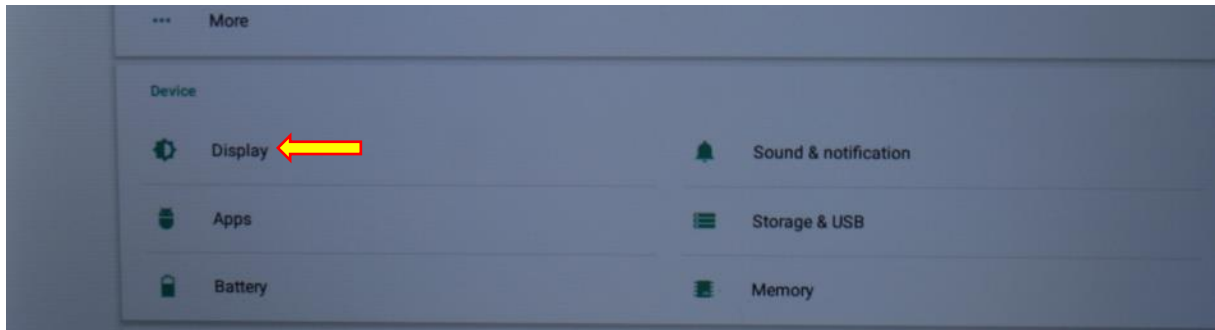 More
Device
Display
Sound & notification
Apps
Storage & USB
Battery
Memory